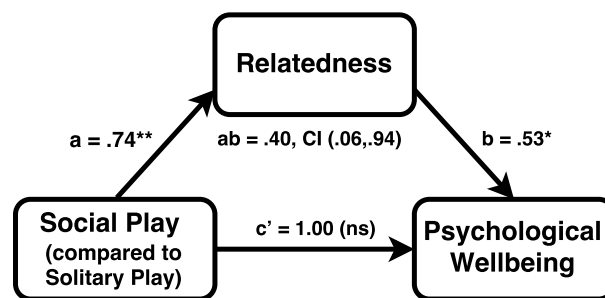 Relatedness
a = .74**
ab = .40, CI (.06,.94)
b = .53*
Social Play
(compared to
Solitary Play)
c’ = 1.00 (ns)
Psychological
Wellbeing